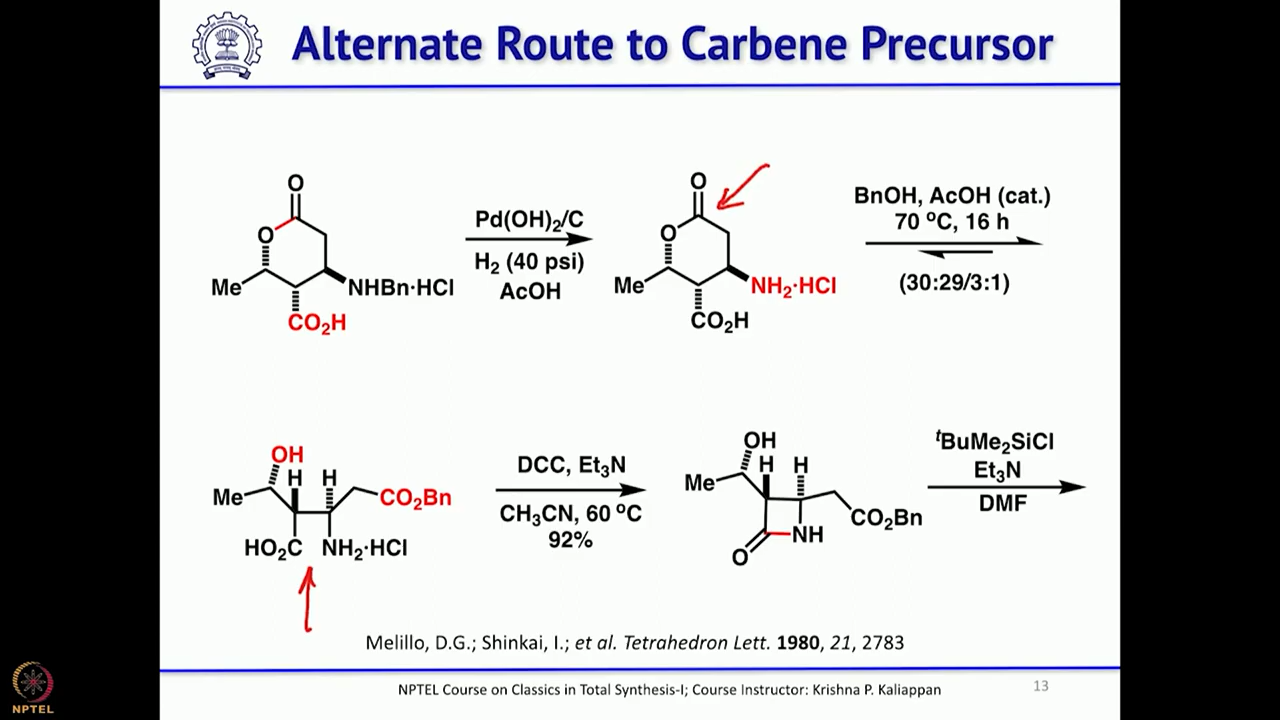 Alternate Route to Carbene Precursor
O
O
Me
NHBn·HCl
CO₂H
Pd(OH)₂/C
H₂ (40 psi)
AcOH
O
O
Me
NH₂·HCl
CO₂H
BnOH, AcOH (cat.)
70 ºC, 16 h
(30:29/3:1)
OH
H H
Me
CO₂Bn
HO₂C NH₂·HCl
DCC, Et₃N
CH₃CN, 60 ºC
92%
OH
H H
Me
CO₂Bn
NH
O
ᵗBuMe₂SiCl
Et₃N
DMF
Melillo, D.G.; Shinkai, I.; et al. Tetrahedron Lett. 1980, 21, 2783
NPTEL Course on Classics in Total Synthesis-I; Course Instructor: Krishna P. Kaliappan
13
NPTEL